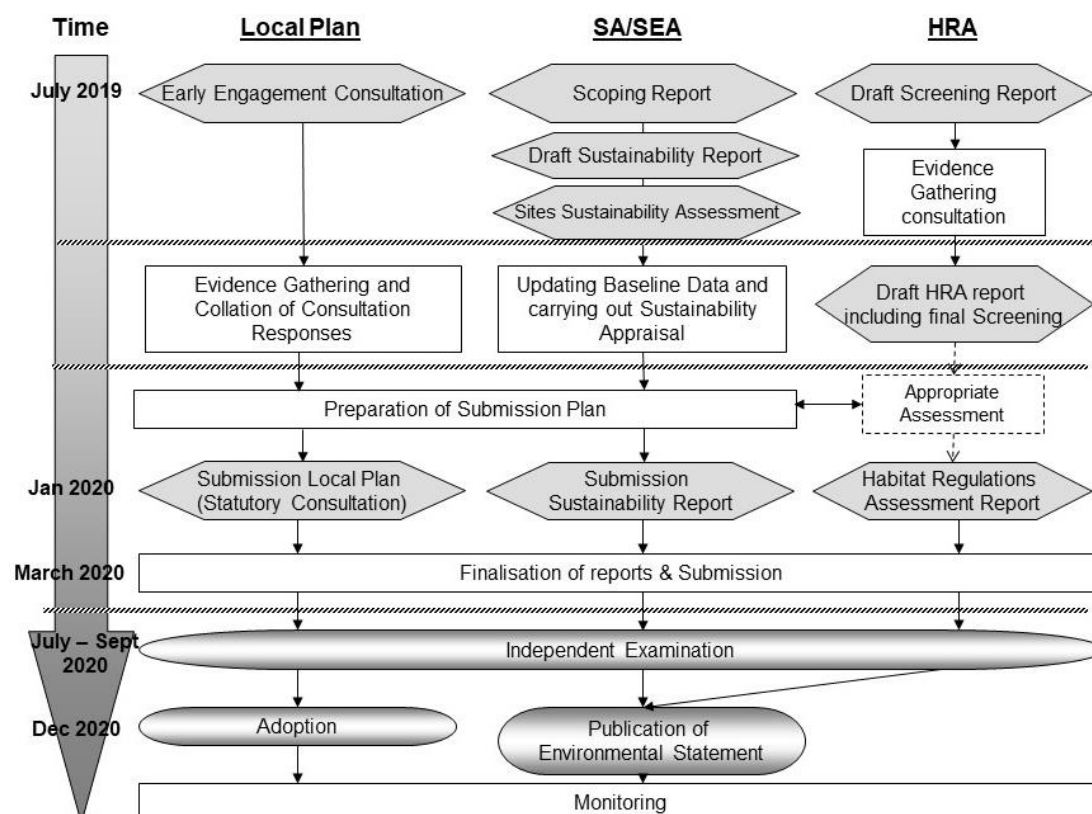 Time
Local Plan
SA/SEA
HRA
July 2019
Early Engagement Consultation
Scoping Report
Draft Screening Report
Draft Sustainability Report
Evidence
Gathering
consultation
Sites Sustainability Assessment
Evidence Gathering and
Collation of Consultation
Responses
Updating Baseline Data and
carrying out Sustainability
Appraisal
Draft HRA report
including final Screening
Preparation of Submission Plan
Appropriate
Assessment
Jan 2020
Submission Local Plan
(Statutory Consultation)
Submission
Sustainability Report
Habitat Regulations
Assessment Report
March 2020
Finalisation of reports & Submission
July – Sept
2020
Independent Examination
Dec 2020
Adoption
Publication of
Environmental Statement
Monitoring